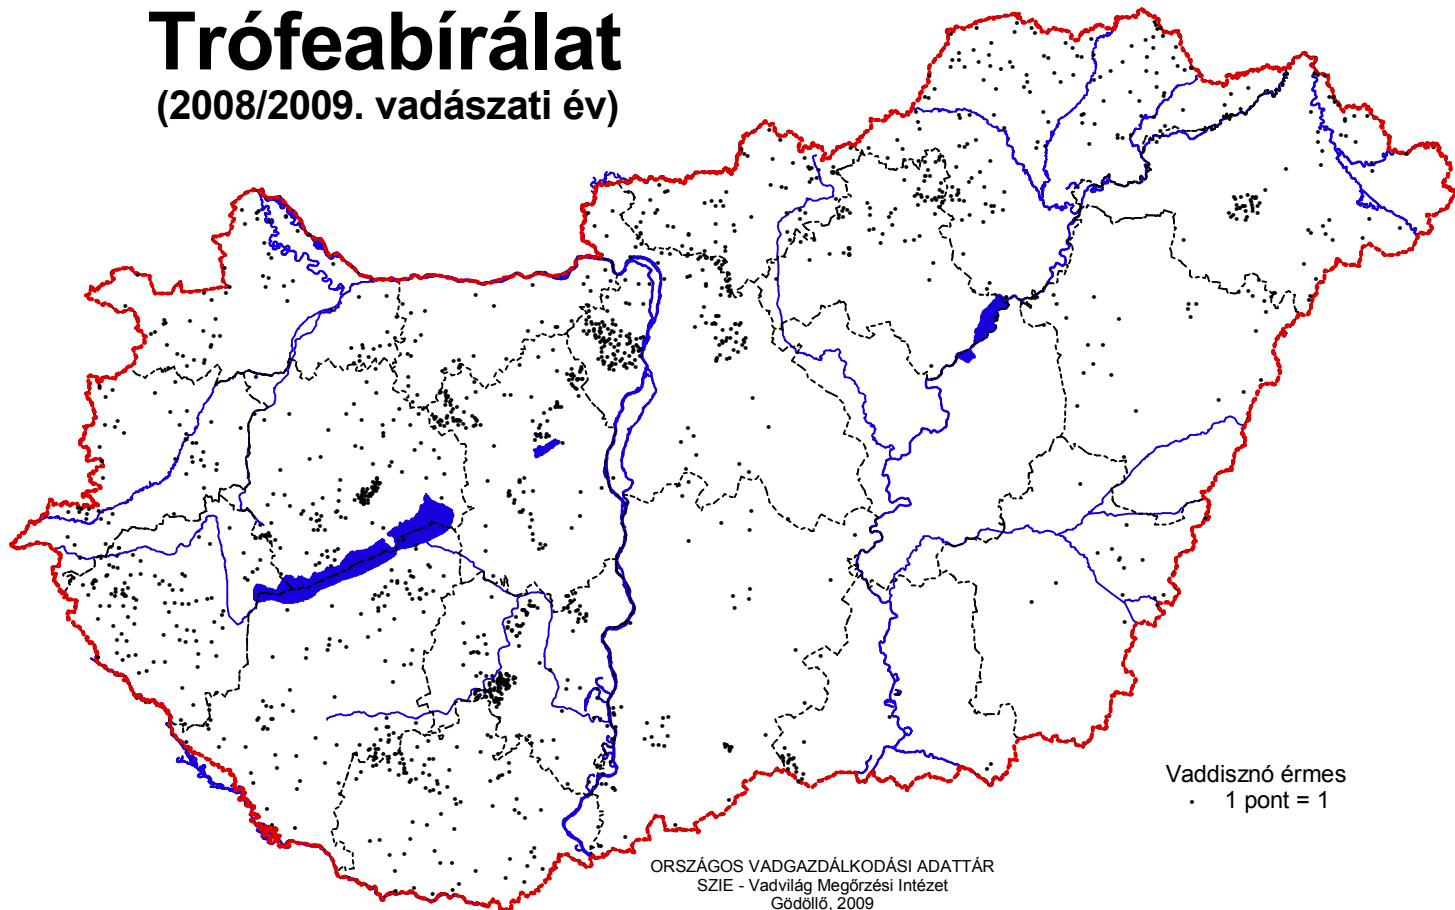 Trófeabírálat
(2008/2009. vadászati év)
Vaddisznó érmes
1 pont = 1
ORSZÁGOS VADGAZDÁLKODÁSI ADATTÁR
SZIE - Vadvilág Megőrzési Intézet
Gödöllő, 2009